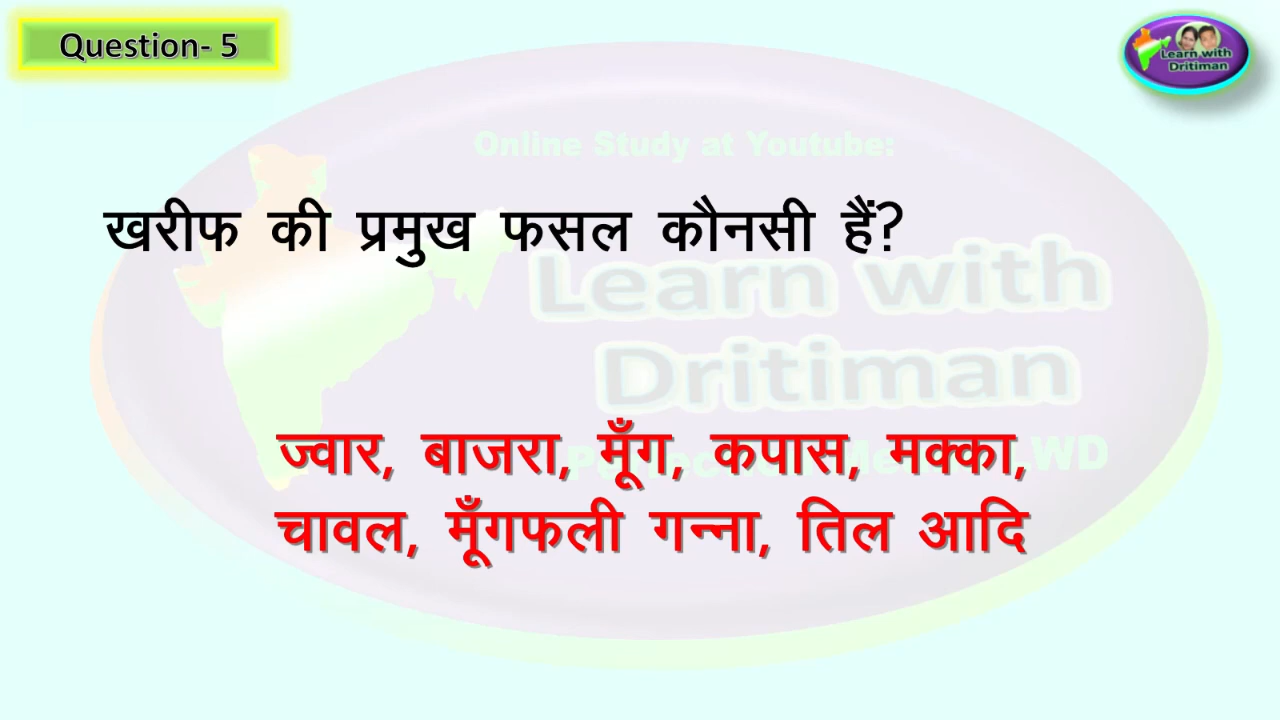 Question- 5
Learn with
Dritiman
Online Study at Youtube:
खरीफ की प्रमुख फसल कौनसी हैं?
Learn with
Dritiman
ज्वार, बाजरा, मूँग, कपास, मक्का,
WD
चावल, मूँगफली गन्ना, तिल आदि